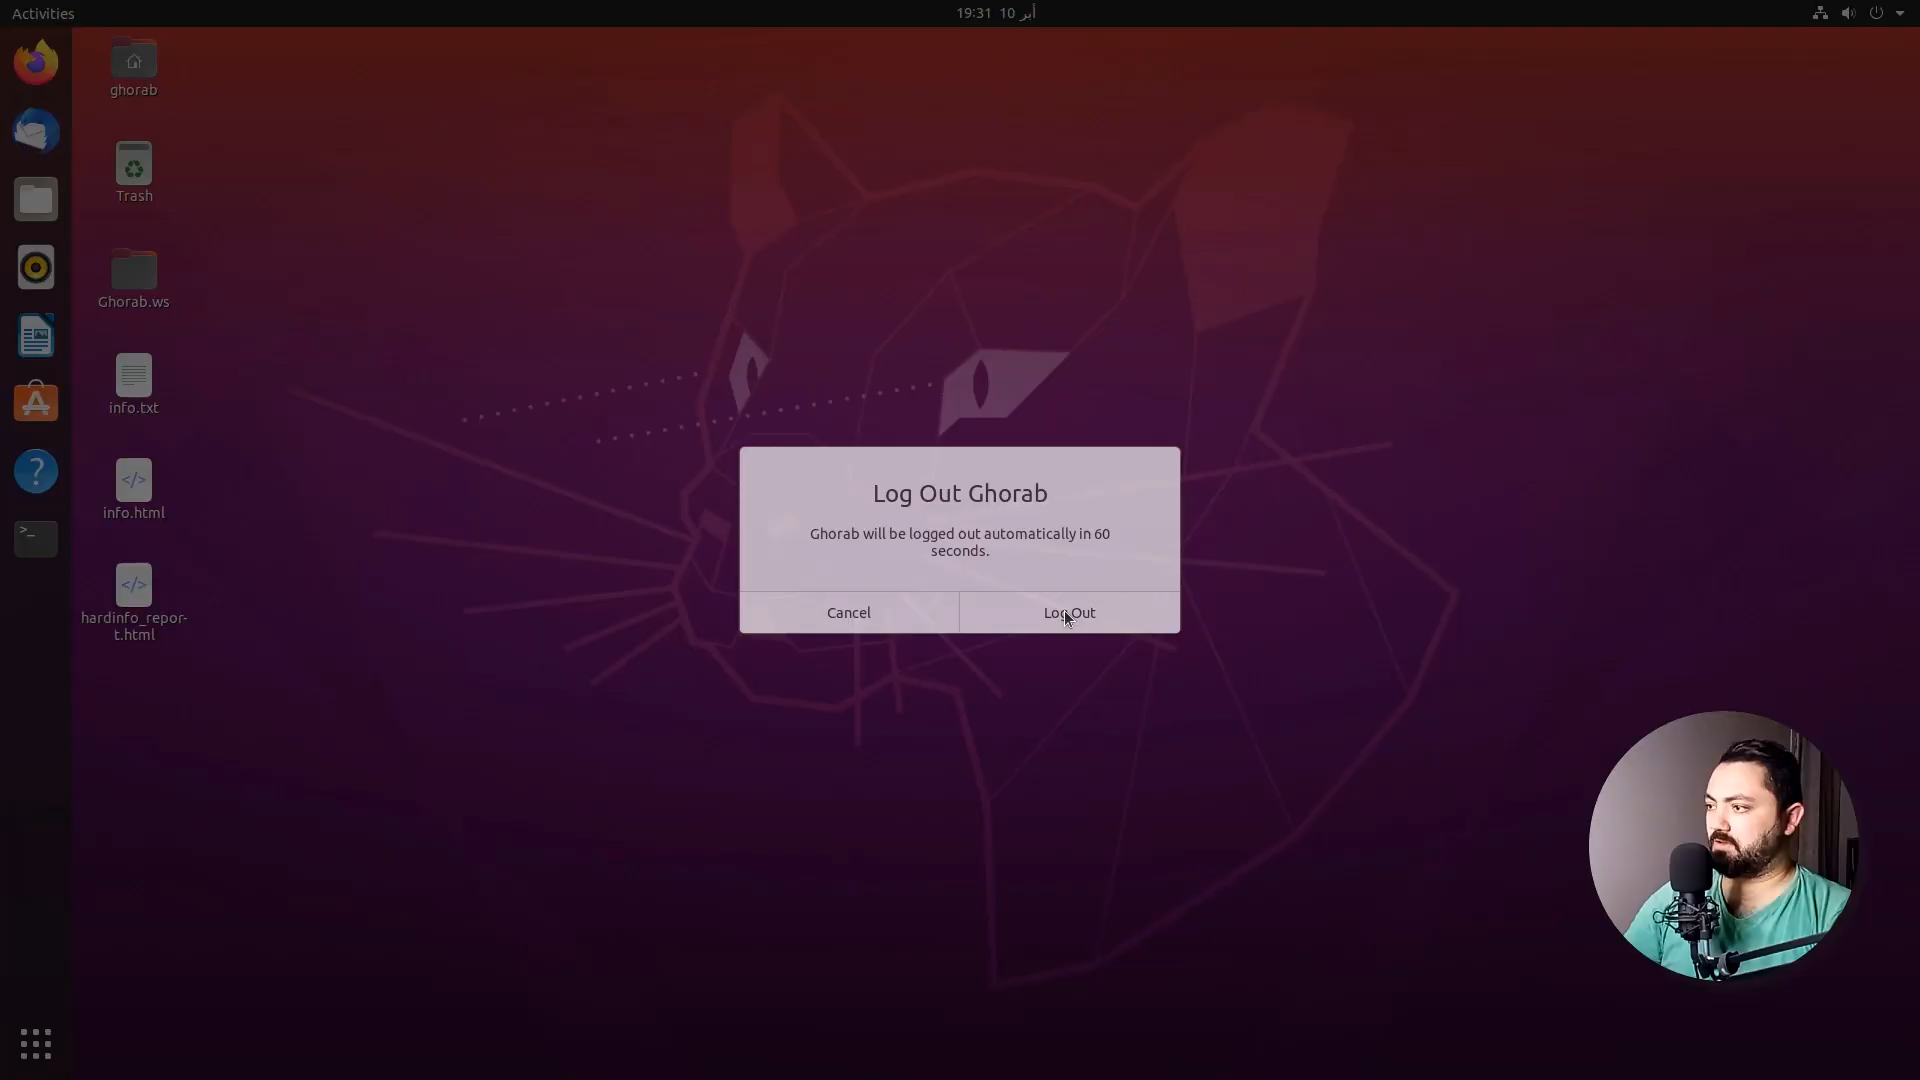 Activities
19:31  10 أبر
ghorab
Trash
Ghorab.ws
info.txt
info.html
hardinfo_repor-
t.html
Log Out Ghorab
Ghorab will be logged out automatically in 60
seconds.
Cancel
Log Out